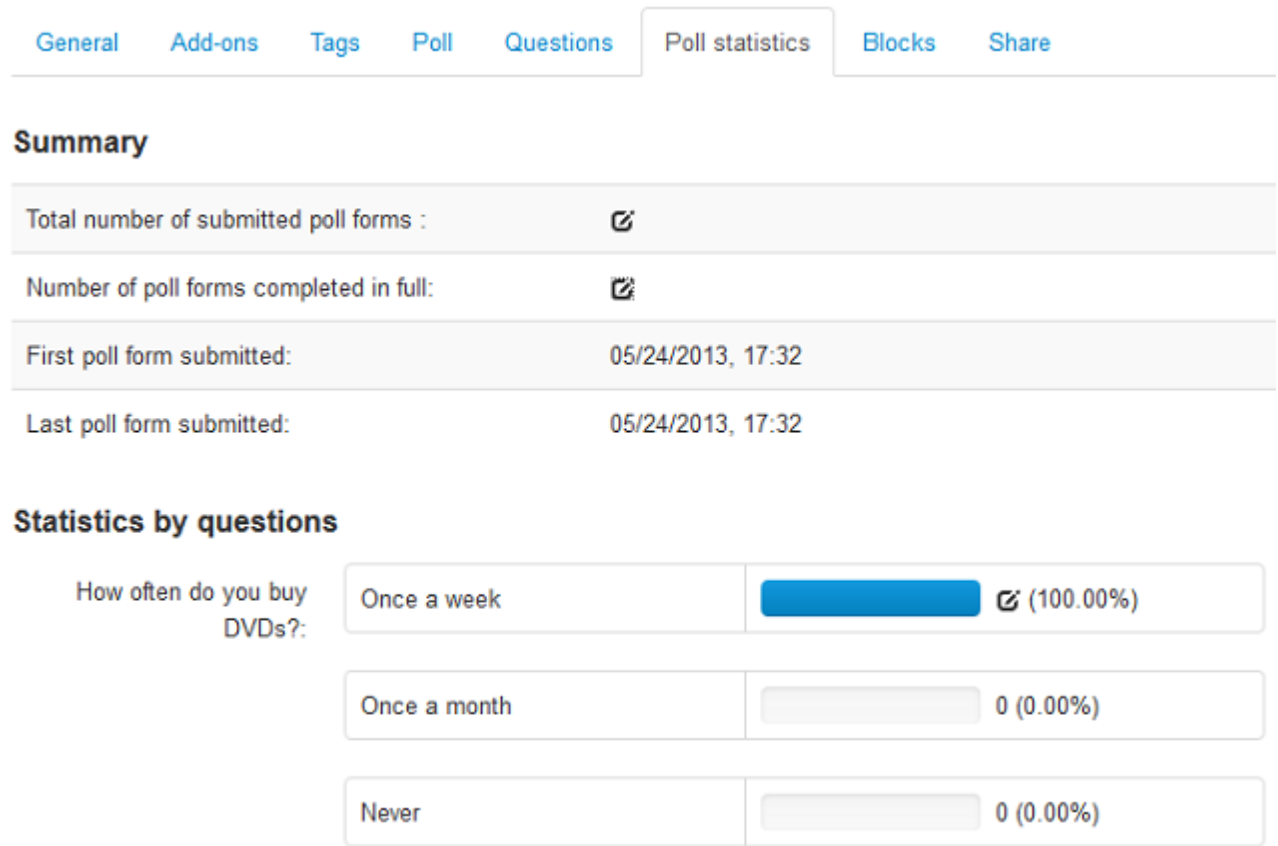 General Add-ons Tags Poll Questions Poll statistics Blocks Share
Summary
Total number of submitted poll forms :
Number of poll forms completed in full:
First poll form submitted: 05/24/2013, 17:32
Last poll form submitted: 05/24/2013, 17:32
Statistics by questions
How often do you buy
DVDs?:
Once a week (100.00%)
Once a month 0 (0.00%)
Never 0 (0.00%)